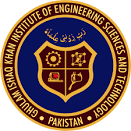 GHULAM ISHAQ KHAN INSTITUTE OF ENGINEERING SCIENCES AND TECHNOLOGY
PAKISTAN